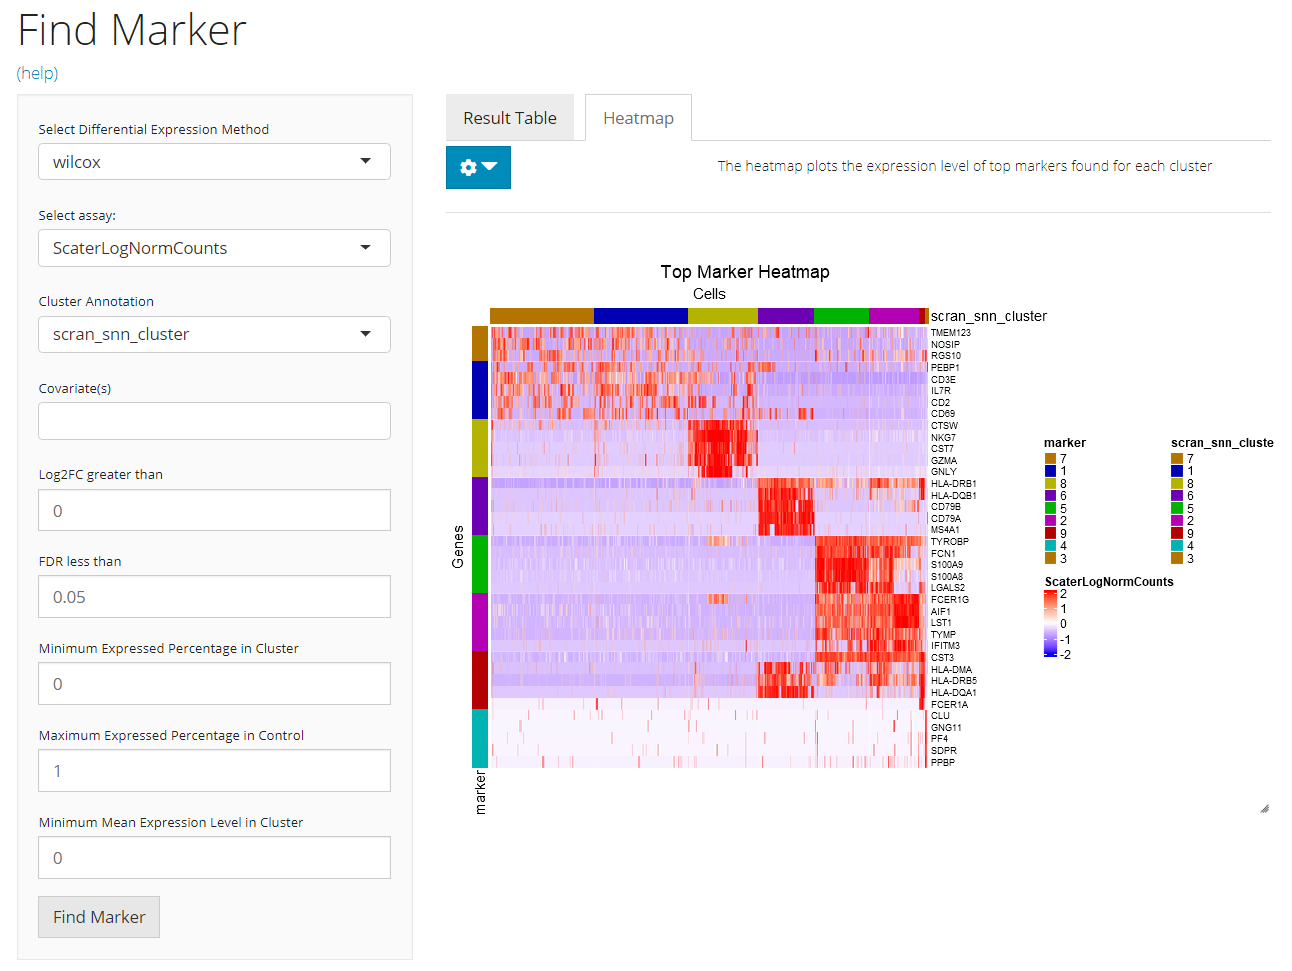 Find Marker
(help)
Select Differential Expression Method
wilcox
Select assay:
ScaterLogNormCounts
Cluster Annotation
scran_snn_cluster
Covariate(s)
Log2FC greater than
0
FDR less than
0.05
Minimum Expressed Percentage in Cluster
0
Maximum Expressed Percentage in Control
1
Minimum Mean Expression Level in Cluster
0
Find Marker
Result Table
Heatmap
The heatmap plots the expression level of top markers found for each cluster
Top Marker Heatmap
Cells
scran_snn_cluster
TMEM123
NOSIP
RGS10
PEBP1
CD3E
IL7R
CD2
CD69
CTSW
NKG7
CST7
GZMA
GNLY
HLA-DRB1
HLA-DQB1
CD79B
CD79A
MS4A1
TYROBP
FCN1
S100A9
S100A8
LGALS2
FCER1G
AIF1
LST1
TYMP
IFITM3
CST3
HLA-DMA
HLA-DRB5
HLA-DQA1
FCER1A
CLU
GNG11
PF4
SDPR
PPBP
Genes
marker
marker
7
1
8
6
5
2
9
4
3
scran_snn_cluste
7
1
8
6
5
2
9
4
3
ScaterLogNormCounts
2
1
0
-1
-2